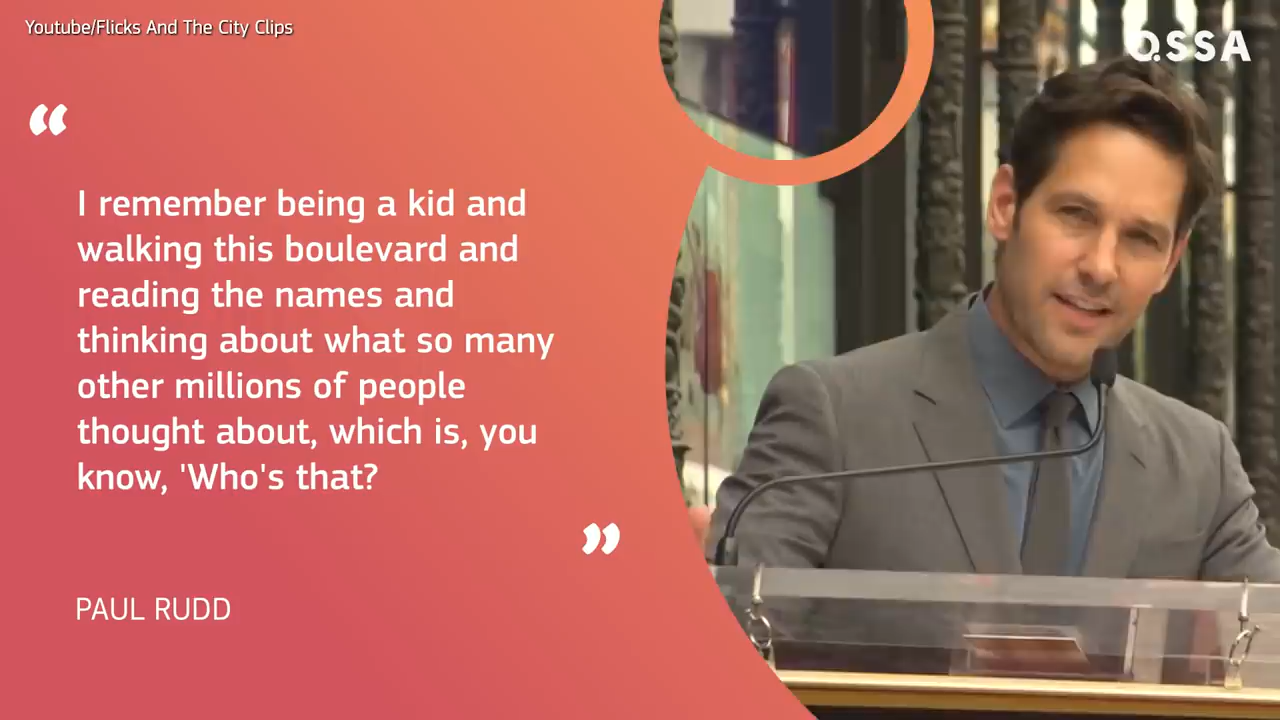 Youtube/Flicks And The City Clips
OSSA
“
I remember being a kid and
walking this boulevard and
reading the names and
thinking about what so many
other millions of people
thought about, which is, you
know, 'Who's that?
”
PAUL RUDD